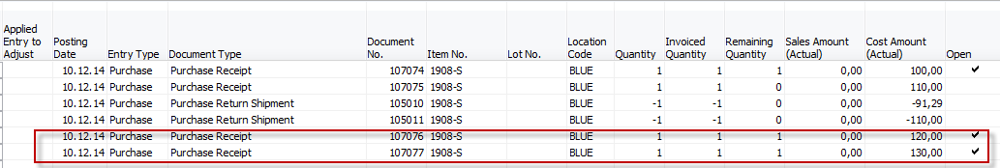 Applied Entry to Adjust Posting Date Entry Type Document Type Document No. Item No. Lot No. Location Code Quantity Invoiced Quantity Remaining Quantity Sales Amount (Actual) Cost Amount (Actual) Open
10.12.14 Purchase Purchase Receipt 107074 1908-S BLUE 1 1 1 0,00 100,00 ✔
10.12.14 Purchase Purchase Receipt 107075 1908-S BLUE 1 1 0 0,00 110,00
10.12.14 Purchase Purchase Return Shipment 105010 1908-S BLUE -1 -1 0 0,00 -91,29
10.12.14 Purchase Purchase Return Shipment 105011 1908-S BLUE -1 -1 0 0,00 -110,00
10.12.14 Purchase Purchase Receipt 107076 1908-S BLUE 1 1 1 0,00 120,00 ✔
10.12.14 Purchase Purchase Receipt 107077 1908-S BLUE 1 1 1 0,00 130,00 ✔